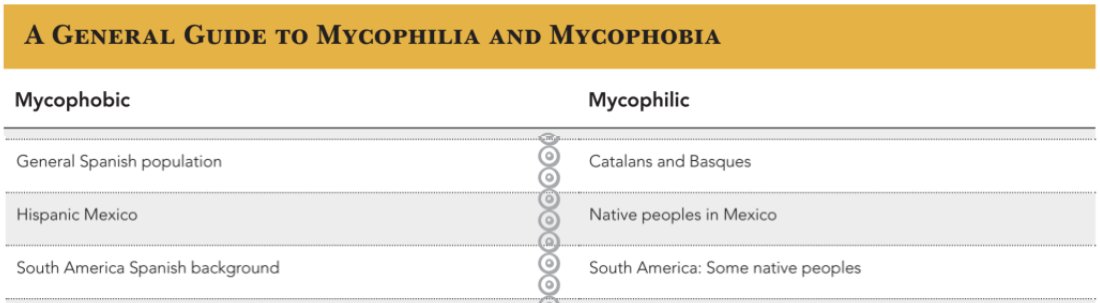 A General Guide to Mycophilia and Mycophobia
Mycophobic Mycophilic
General Spanish population Catalans and Basques
Hispanic Mexico Native peoples in Mexico
South America Spanish background South America: Some native peoples